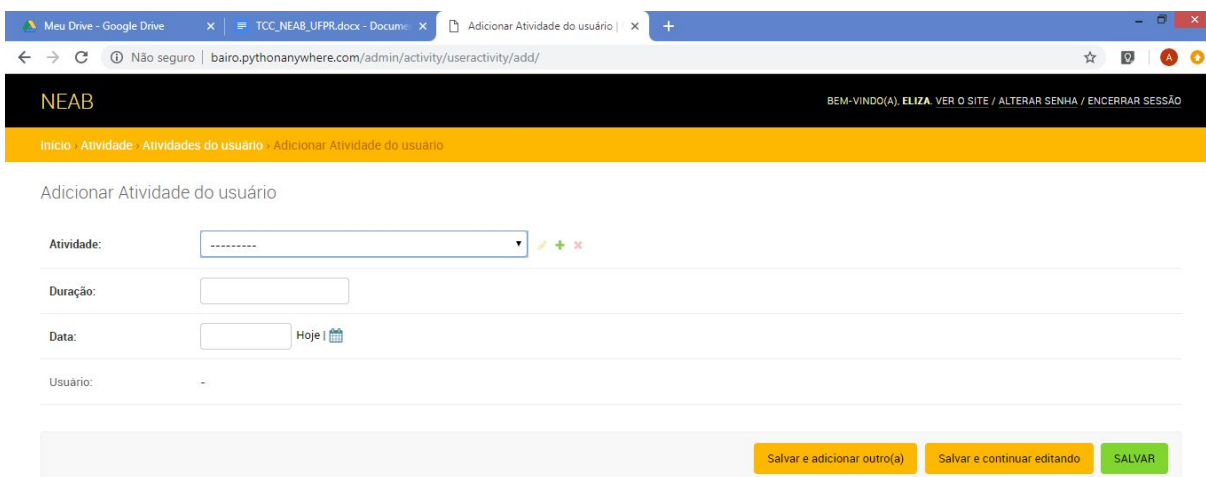 Meu Drive - Google Drive
TCC_NEAB_UFPR.docx - Docume
Adicionar Atividade do usuário |
Não seguro | bairo.pythonanywhere.com/admin/activity/useractivity/add/
A
NEAB
BEM-VINDO(A), ELIZA. VER O SITE / ALTERAR SENHA / ENCERRAR SESSÃO
Início › Atividade › Atividades do usuário › Adicionar Atividade do usuário
Adicionar Atividade do usuário
Atividade: ---------
Duração:
Data: Hoje |
Usuário: -
Salvar e adicionar outro(a) Salvar e continuar editando SALVAR